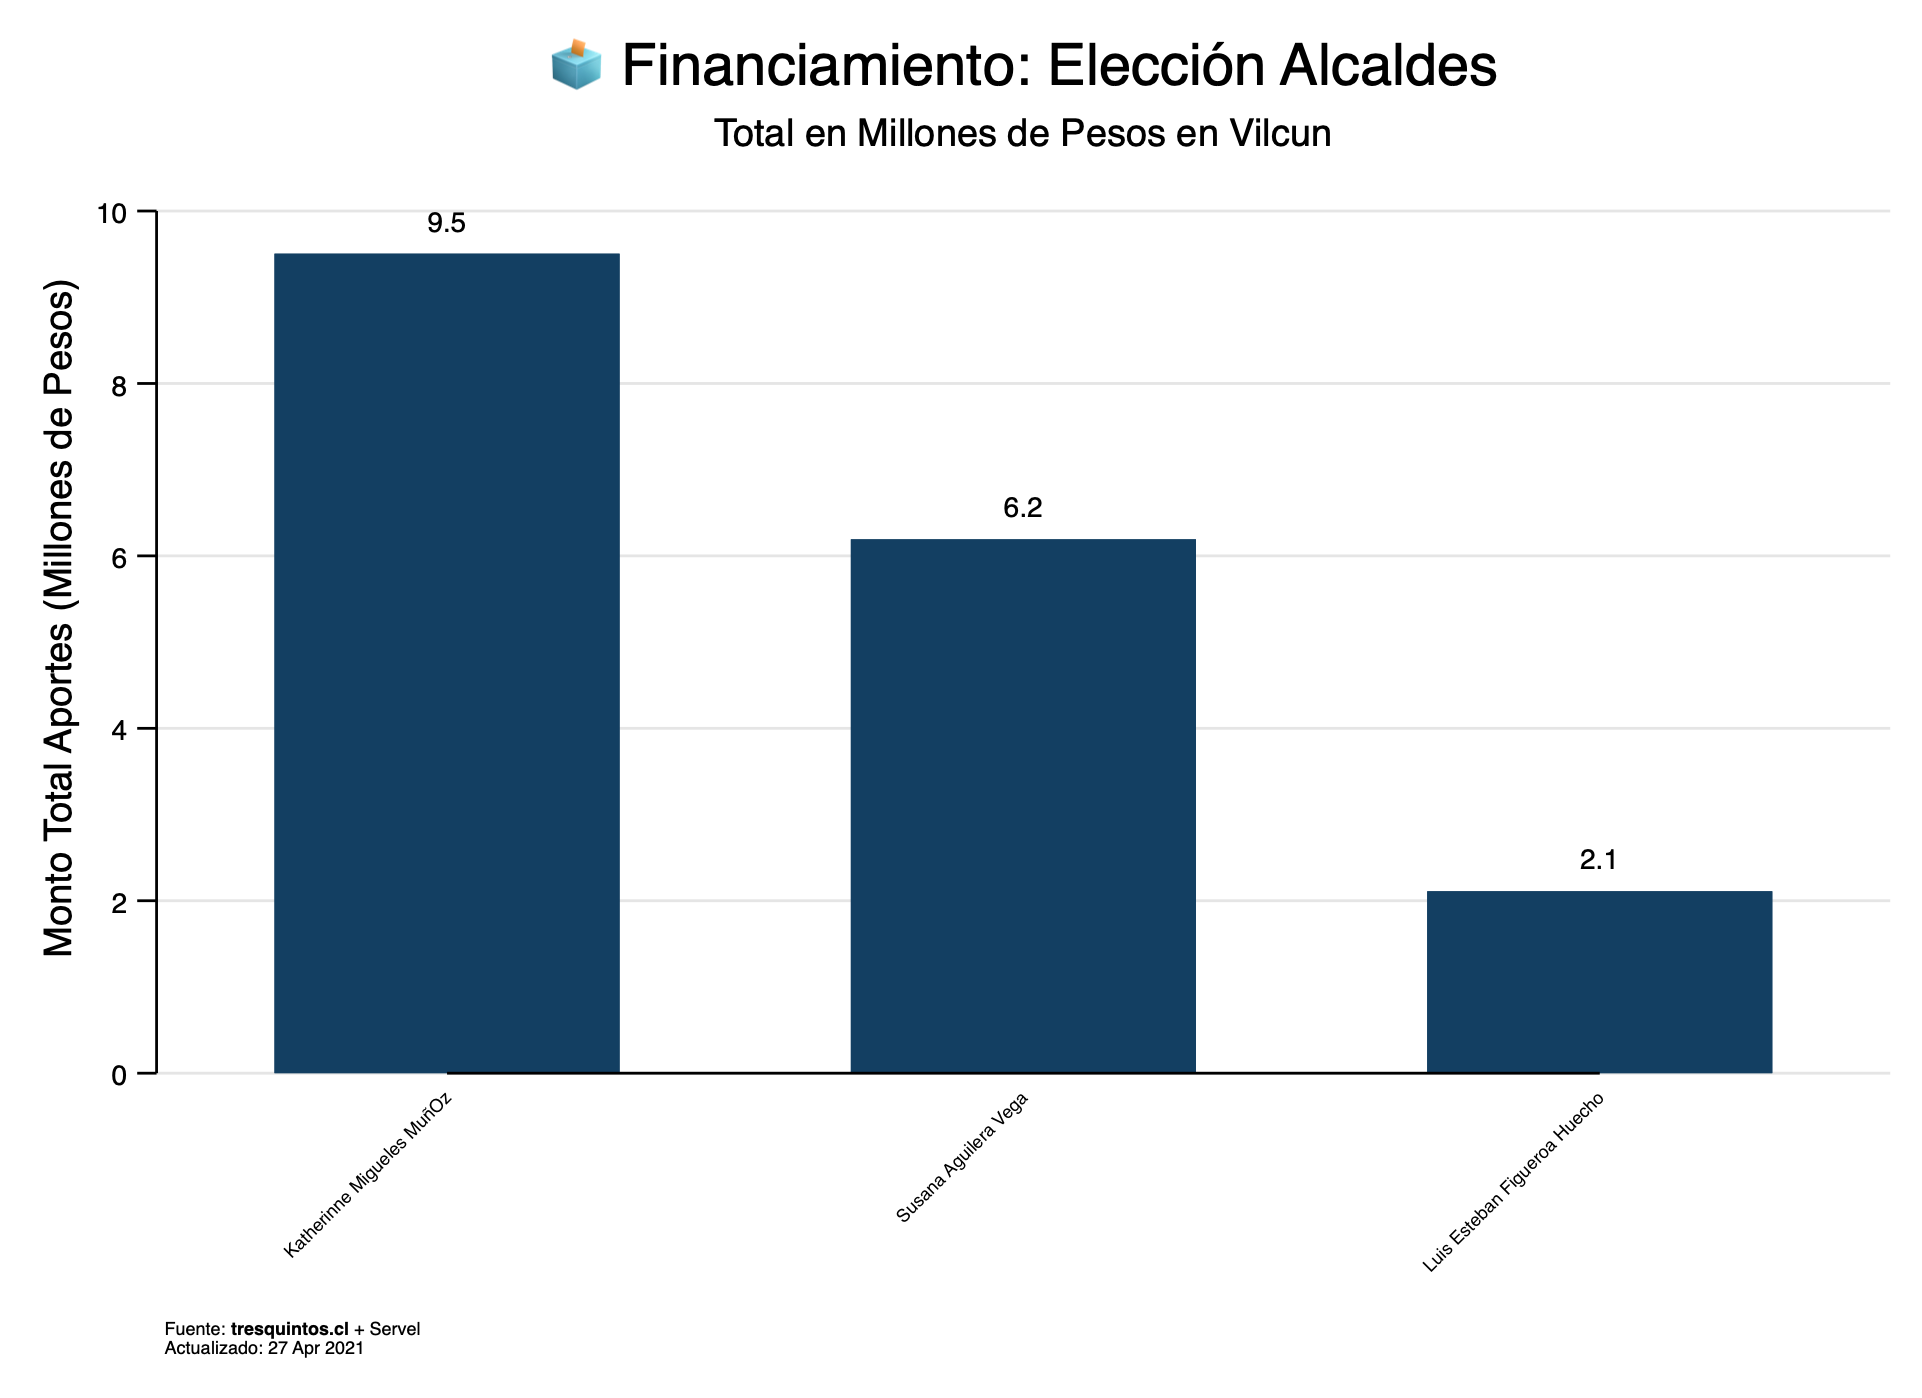 Financiamiento: Elección Alcaldes
Total en Millones de Pesos en Vilcun
Monto Total Aportes (Millones de Pesos)
10
8
6
4
2
0
9.5
6.2
2.1
Katherinne Migueles MuñOz
Susana Aguilera Vega
Luis Esteban Figueroa Huecho
Fuente: tresquintos.cl + Servel
Actualizado: 27 Apr 2021